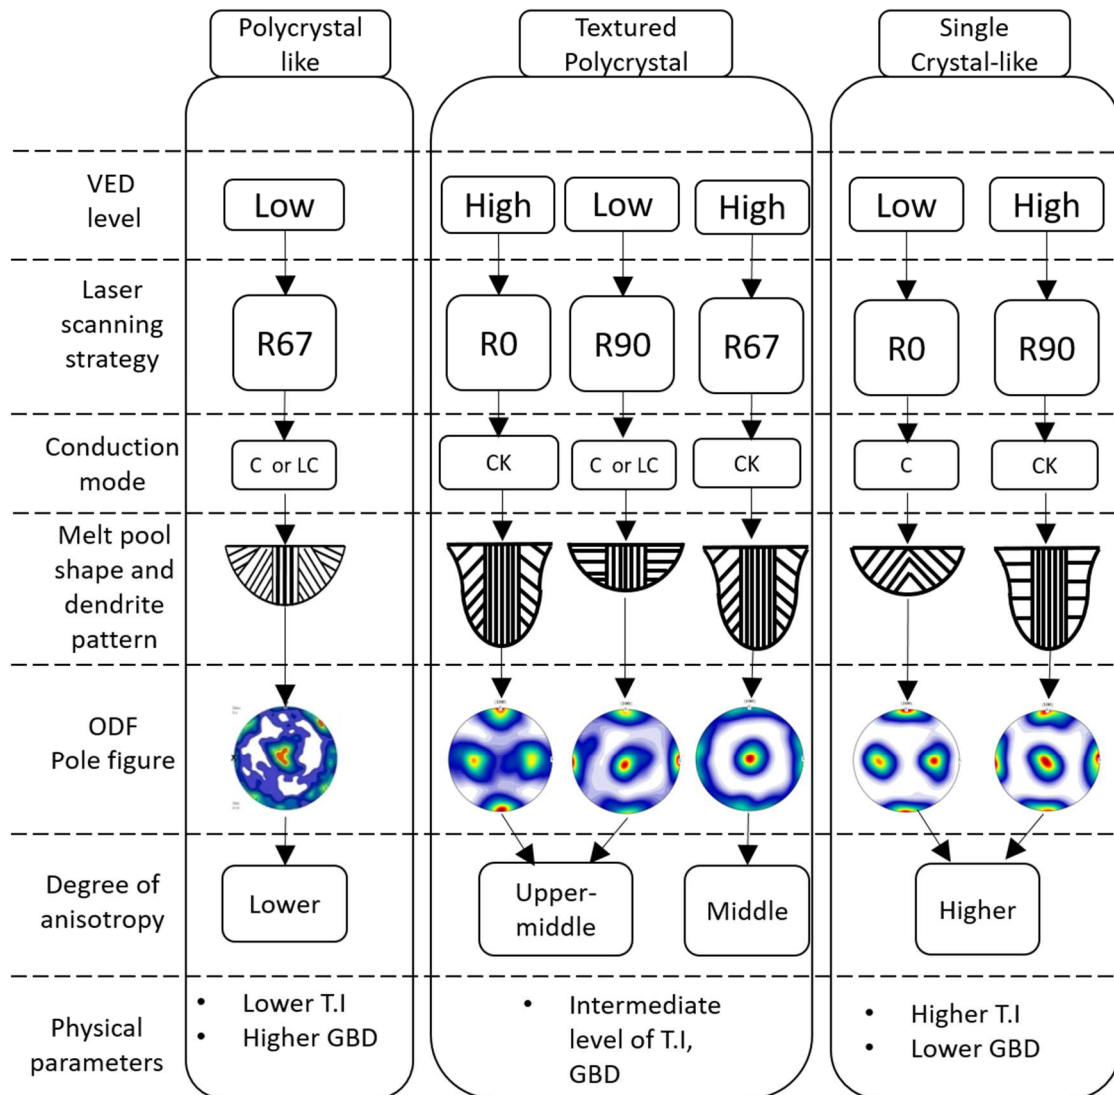 Polycrystal
like
Textured
Polycrystal
Single
Crystal-like
VED
level
Low
High
Low
High
Low
High
Laser
scanning
strategy
R67
R0
R90
R67
R0
R90
Conduction
mode
C or LC
CK
C or LC
CK
C
CK
Melt pool
shape and
dendrite
pattern
ODF
Pole figure
X
Degree of
anisotropy
Lower
Upper-
middle
Middle
Higher
Physical
parameters
• Lower T.I
• Higher GBD
• Intermediate
level of T.I,
GBD
• Higher T.I
• Lower GBD